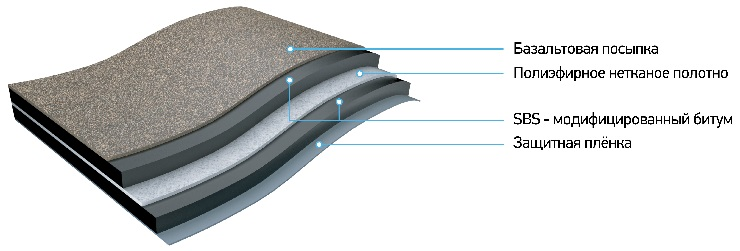 Базальтовая посыпка
Полиэфирное нетканое полотно
SBS - модифицированный битум
Защитная плёнка